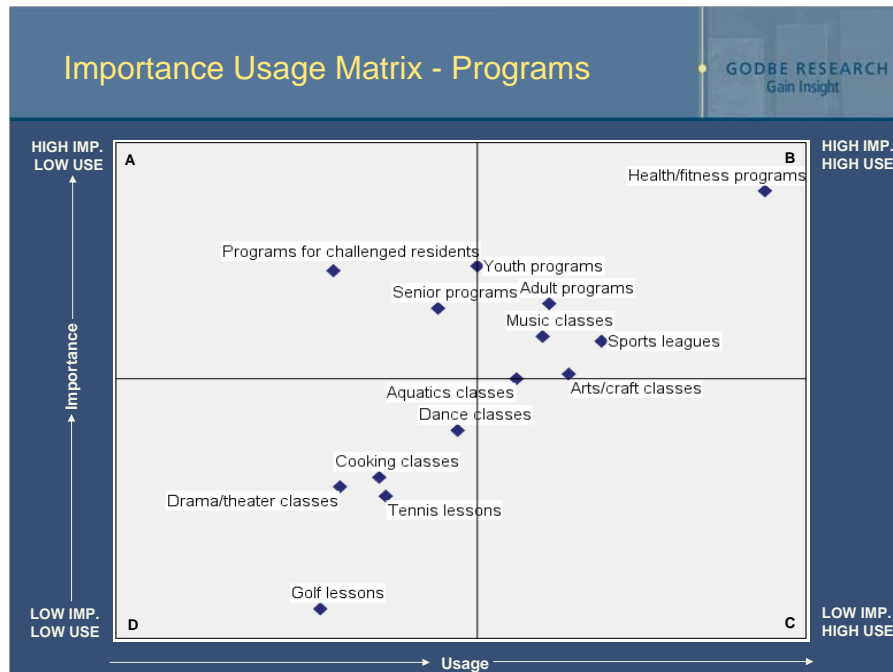 Importance Usage Matrix - Programs
GODBE RESEARCH
Gain Insight
HIGH IMP.
LOW USE
A
B
HIGH IMP.
HIGH USE
Health/fitness programs
Programs for challenged residents
Youth programs
Senior programs
Adult programs
Music classes
Sports leagues
Importance
Aquatics classes
Arts/craft classes
Dance classes
Cooking classes
Drama/theater classes
Tennis lessons
Golf lessons
LOW IMP.
LOW USE
D
C
LOW IMP.
HIGH USE
Usage